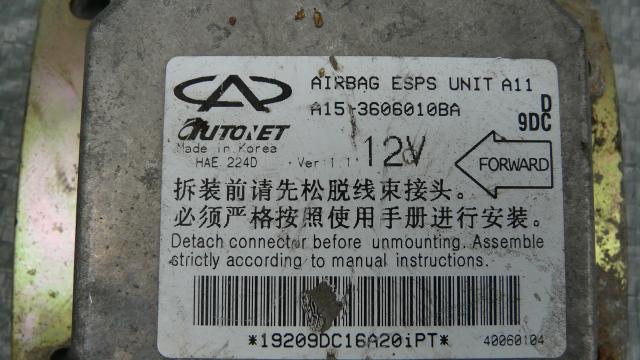 AIRBAG ESPS UNIT A11
A15-3606010BA
D
9DC
AUTONET
Made in Korea
HAE 224D Ver 1.1
12V
FORWARD
拆装前请先松脱线束接头。
必须严格按照使用手册进行安装。
Detach connector before unmounting. Assemble
strictly according to manual instructions.
*19209DC16A20iPT*
40060104